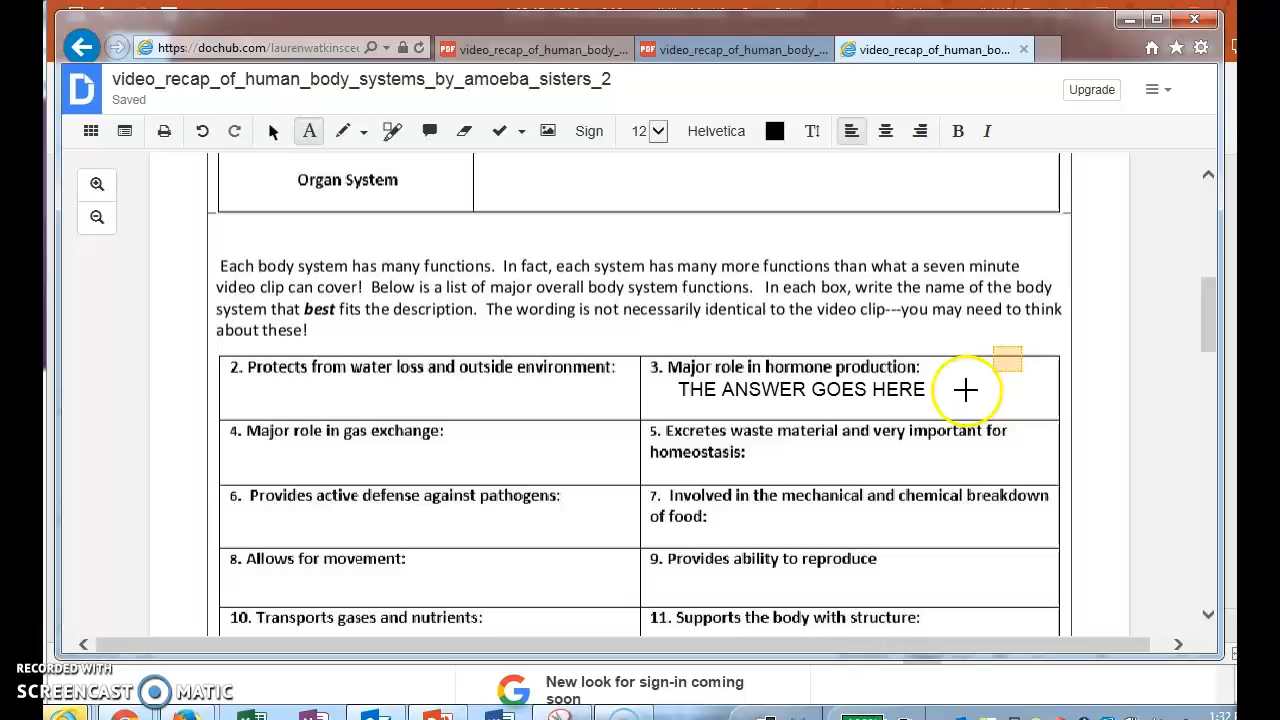 https://dochub.com/laurenwatkinscec
video_recap_of_human_body_...
video_recap_of_human_body_...
video_recap_of_human_bo...
video_recap_of_human_body_systems_by_amoeba_sisters_2
Saved
Upgrade
A
Sign
12
Helvetica
T
B
I
Organ System
Each body system has many functions. In fact, each system has many more functions than what a seven minute
video clip can cover! Below is a list of major overall body system functions. In each box, write the name of the body
system that best fits the description. The wording is not necessarily identical to the video clip---you may need to think
about these!
2. Protects from water loss and outside environment:
3. Major role in hormone production:
THE ANSWER GOES HERE
4. Major role in gas exchange:
5. Excretes waste material and very important for
homeostasis:
6. Provides active defense against pathogens:
7. Involved in the mechanical and chemical breakdown
of food:
8. Allows for movement:
9. Provides ability to reproduce
10. Transports gases and nutrients:
11. Supports the body with structure:
RECORDED WITH
SCREENCAST MATIC
New look for sign-in coming
soon
1:32